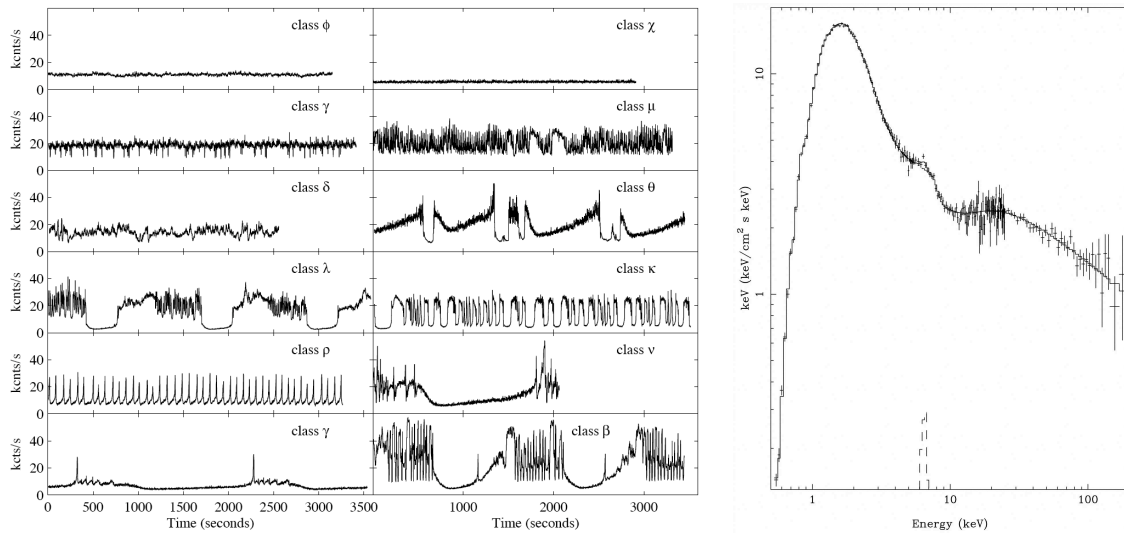 class ϕ
class χ
kcnts/s
40
20
0
class γ
class μ
kcnts/s
40
20
0
class δ
class θ
kcnts/s
40
20
0
class λ
class κ
kcnts/s
40
20
0
class ρ
class ν
kcnts/s
40
20
0
class γ
class β
kcts/s
40
20
0
0 500 1000 1500 2000 2500 3000 3500
1000 2000 3000
Time (seconds)
Time (seconds)
keV (keV/cm² s keV)
10
1
1 10 100
Energy (keV)